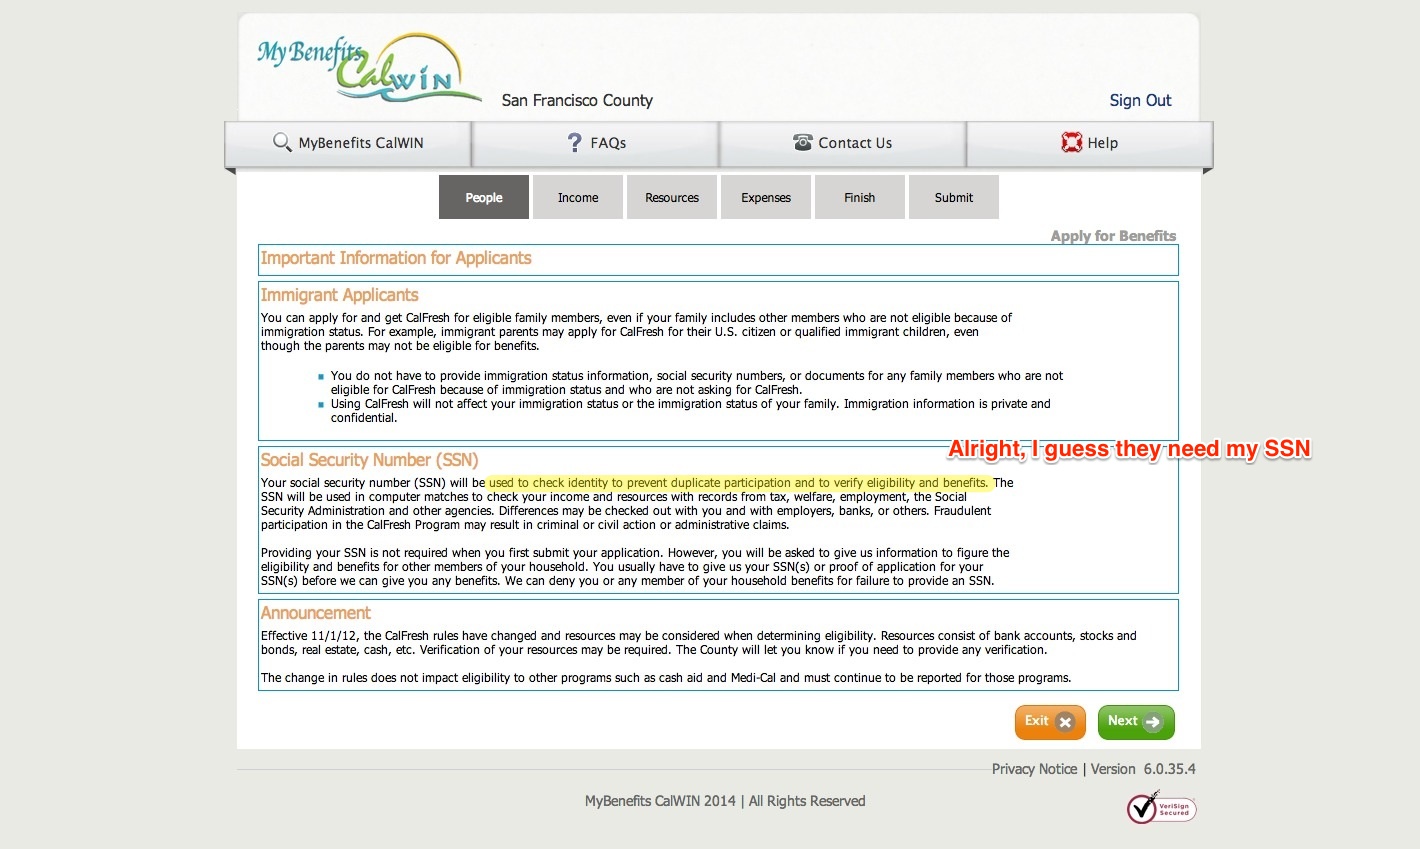 My Benefits
CalWIN
San Francisco County
Sign Out
MyBenefits CalWIN
FAQs
Contact Us
Help
People
Income
Resources
Expenses
Finish
Submit
Apply for Benefits
Important Information for Applicants
Immigrant Applicants
You can apply for and get CalFresh for eligible family members, even if your family includes other members who are not eligible because of
immigration status. For example, immigrant parents may apply for CalFresh for their U.S. citizen or qualified immigrant children, even
though the parents may not be eligible for benefits.
You do not have to provide immigration status information, social security numbers, or documents for any family members who are not
eligible for CalFresh because of immigration status and who are not asking for CalFresh.
Using CalFresh will not affect your immigration status or the immigration status of your family. Immigration information is private and
confidential.
Alright, I guess they need my SSN
Social Security Number (SSN)
Your social security number (SSN) will be used to check identity to prevent duplicate participation and to verify eligibility and benefits. The
SSN will be used in computer matches to check your income and resources with records from tax, welfare, employment, the Social
Security Administration and other agencies. Differences may be checked out with you and with employers, banks, or others. Fraudulent
participation in the CalFresh Program may result in criminal or civil action or administrative claims.
Providing your SSN is not required when you first submit your application. However, you will be asked to give us information to figure the
eligibility and benefits for other members of your household. You usually have to give us your SSN(s) or proof of application for your
SSN(s) before we can give you any benefits. We can deny you or any member of your household benefits for failure to provide an SSN.
Announcement
Effective 11/1/12, the CalFresh rules have changed and resources may be considered when determining eligibility. Resources consist of bank accounts, stocks and
bonds, real estate, cash, etc. Verification of your resources may be required. The County will let you know if you need to provide any verification.
The change in rules does not impact eligibility to other programs such as cash aid and Medi-Cal and must continue to be reported for those programs.
Exit
Next
Privacy Notice | Version 6.0.35.4
MyBenefits CalWIN 2014 | All Rights Reserved
VeriSign
Secured